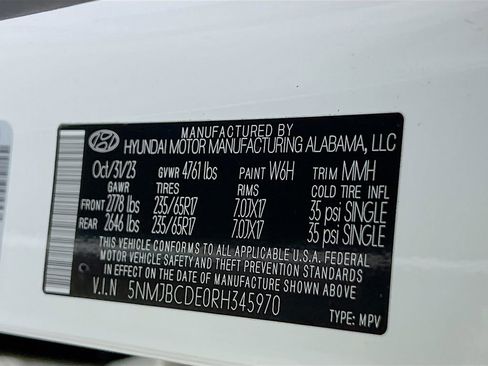 MANUFACTURED BY
HYUNDAI MOTOR MANUFACTURING ALABAMA, LLC
Oct/31/23 GVWR 4761 lbs PAINT W6H TRIM MMH
GAWR TIRES RIMS COLD TIRE INFL
FRONT 2778 lbs 235/65R17 7.0JX17 35 psi SINGLE
REAR 2646 lbs 235/65R17 7.0JX17 35 psi SINGLE
THIS VEHICLE CONFORMS TO ALL APPLICABLE U.S.A. FEDERAL
MOTOR VEHICLE SAFETY AND THEFT PREVENTION STANDARDS
IN EFFECT ON THE DATE OF MANUFACTURE SHOWN ABOVE.
V.I.N 5NMJBCDE0RH345970
TYPE: MPV